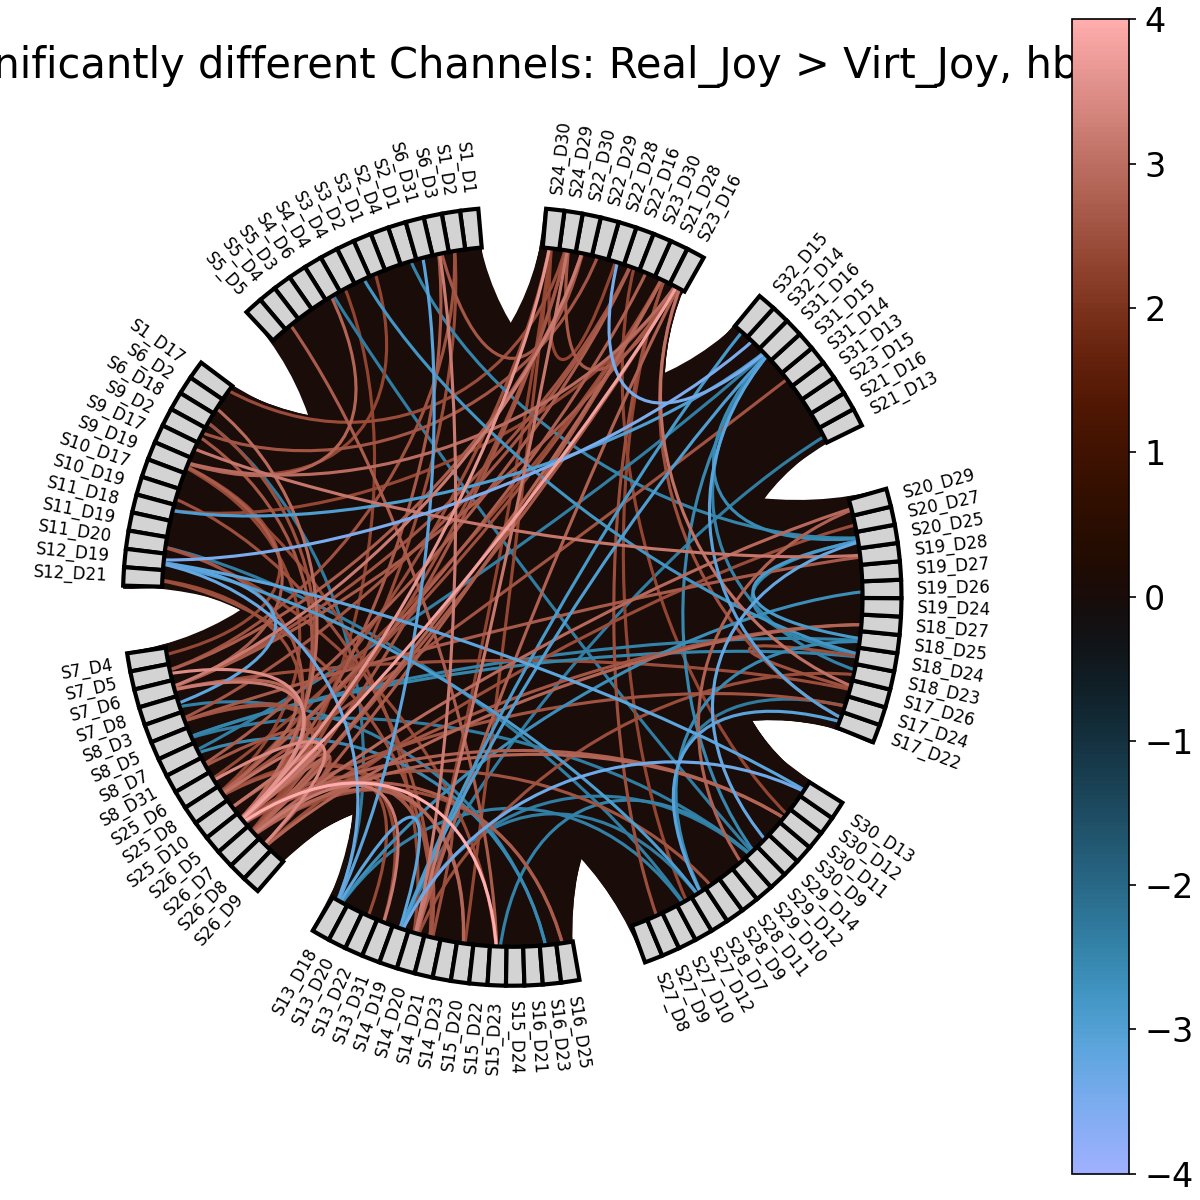 nificantly different Channels: Real_Joy > Virt_Joy, hb
S1_D1
S1_D2
S6_D3
S6_D31
S2_D1
S2_D4
S3_D1
S3_D2
S3_D4
S4_D4
S4_D6
S5_D3
S5_D4
S5_D5
S1_D17
S6_D2
S6_D18
S9_D2
S9_D17
S9_D19
S10_D17
S10_D19
S11_D18
S11_D19
S11_D20
S12_D19
S12_D21
S7_D4
S7_D5
S7_D6
S7_D8
S8_D3
S8_D5
S8_D7
S8_D31
S25_D6
S25_D8
S25_D10
S26_D5
S26_D7
S26_D8
S26_D9
S13_D18
S13_D20
S13_D22
S13_D31
S14_D19
S14_D20
S14_D21
S14_D23
S15_D20
S15_D22
S15_D23
S15_D24
S16_D21
S16_D23
S16_D25
S27_D8
S27_D9
S27_D10
S27_D12
S28_D7
S28_D9
S28_D11
S29_D10
S29_D12
S29_D14
S30_D9
S30_D11
S30_D12
S30_D13
S17_D22
S17_D24
S17_D26
S18_D23
S18_D24
S18_D25
S18_D27
S19_D24
S19_D26
S19_D27
S19_D28
S20_D25
S20_D27
S20_D29
S21_D13
S21_D16
S23_D15
S31_D13
S31_D14
S31_D15
S31_D16
S32_D14
S32_D15
S23_D16
S21_D28
S23_D30
S22_D16
S22_D28
S22_D29
S22_D30
S24_D29
S24_D30
4
3
2
1
0
−1
−2
−3
−4